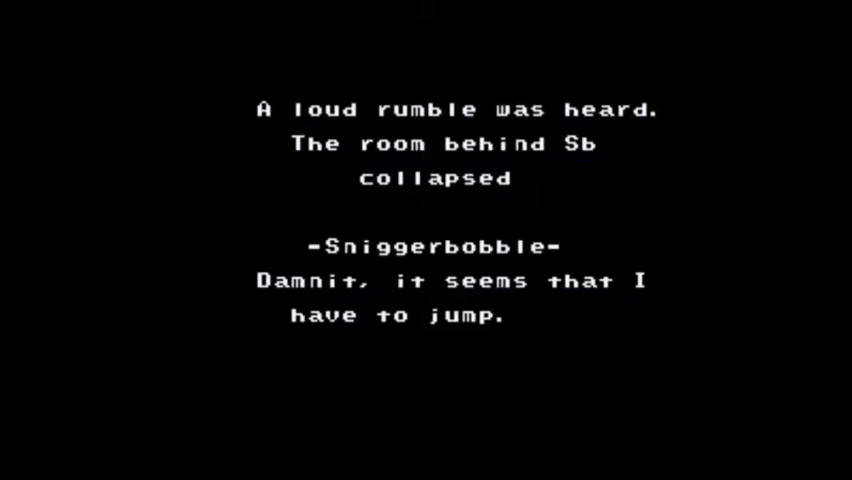 A loud rumble was heard.
The room behind Sb
collapsed
-Sniggerbobble-
Damnit, it seems that I
have to jump.